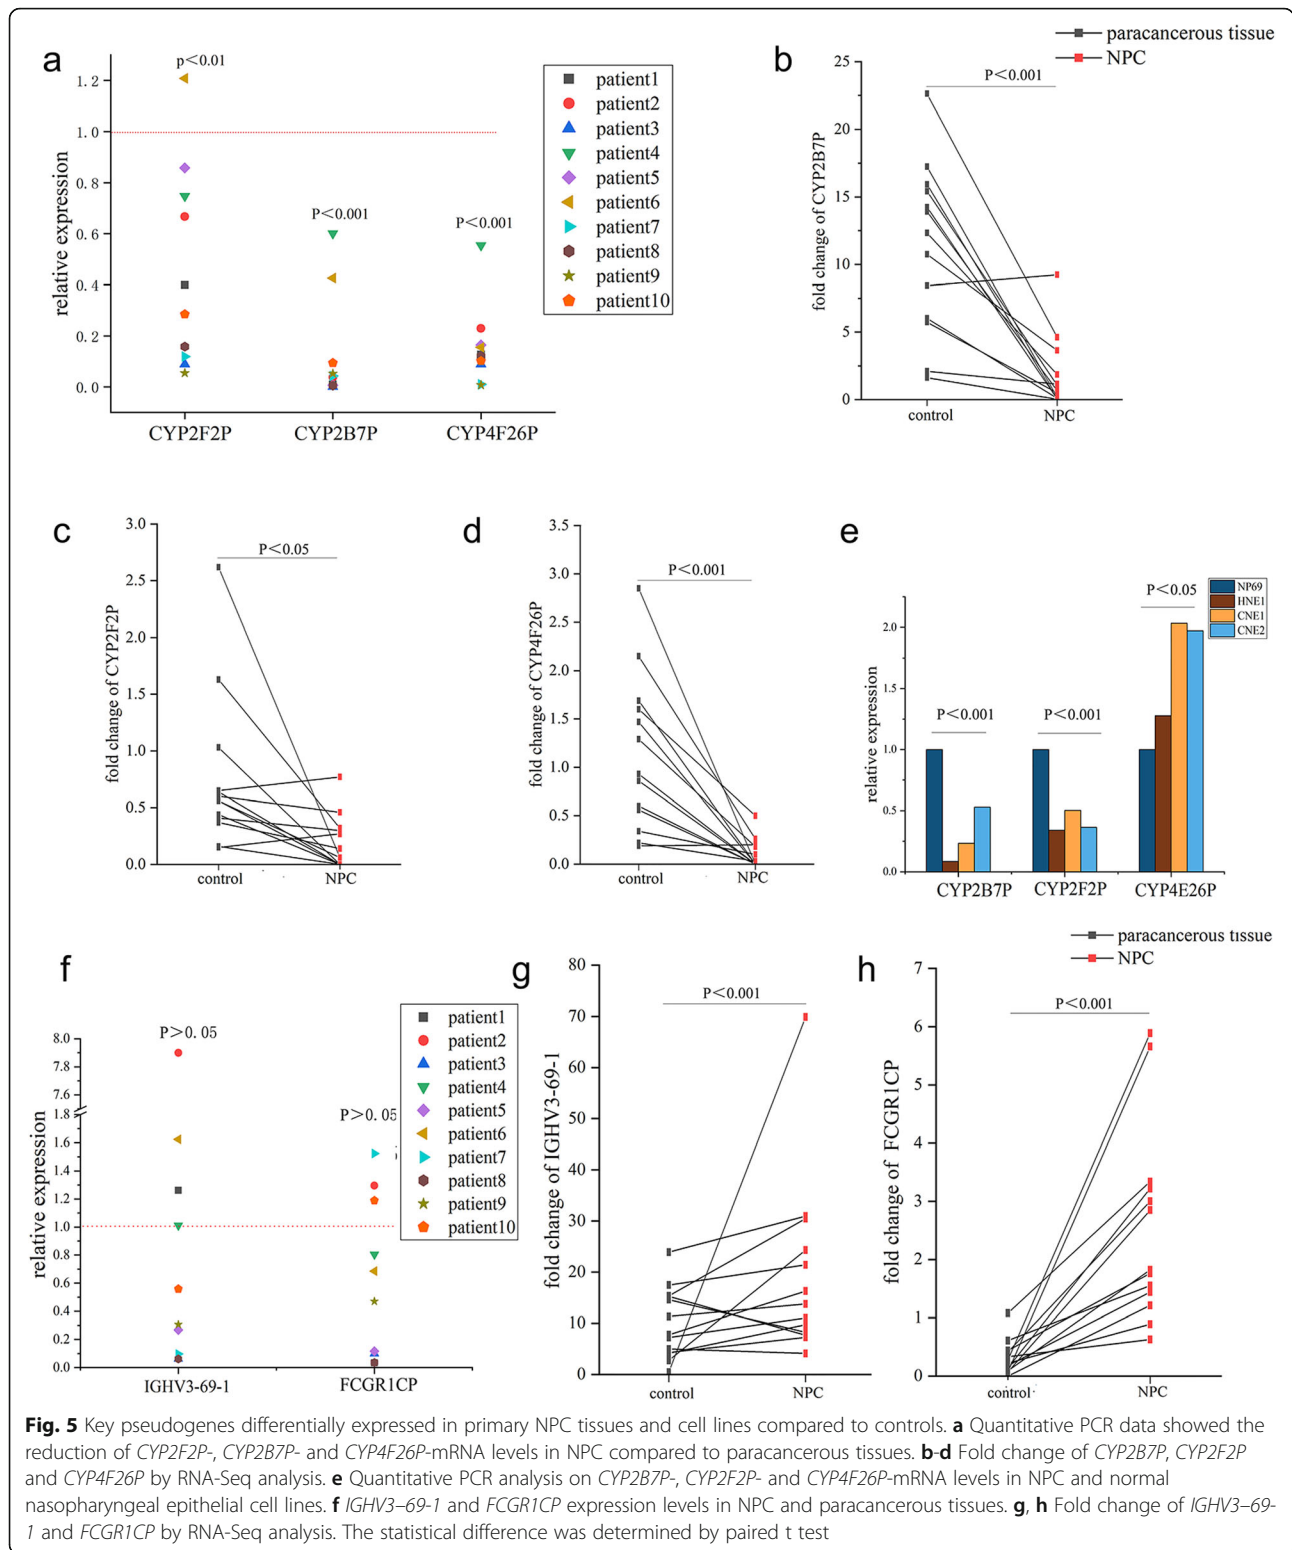 a
p<0.01
1.2
1.0
0.8
0.6
0.4
0.2
0.0
relative expression
P<0.001
P<0.001
CYP2F2P
CYP2B7P
CYP4F26P
patient1
patient2
patient3
patient4
patient5
patient6
patient7
patient8
patient9
patient10
b
paracancerous tissue
NPC
P<0.001
25
20
15
10
5
0
fold change of CYP2B7P
control
NPC
c
3.0
2.5
2.0
1.5
1.0
0.5
0.0
fold change of CYP2F2P
P<0.05
control
NPC
d
3.5
3.0
2.5
2.0
1.5
1.0
0.5
0.0
fold change of CYP4F26P
P<0.001
control
NPC
e
NP69
HNE1
CNE1
CNE2
P<0.05
P<0.001
P<0.001
2.0
1.5
1.0
0.5
0.0
relative expression
CYP2B7P
CYP2F2P
CYP4E26P
f
P>0.05
8.0
7.8
7.6
1.8
1.6
1.4
1.2
1.0
0.8
0.6
0.4
0.2
0.0
relative expression
P>0.05
IGHV3-69-1
FCGR1CP
patient1
patient2
patient3
patient4
patient5
patient6
patient7
patient8
patient9
patient10
g
80
70
60
50
40
30
20
10
0
fold change of IGHV3-69-1
P<0.001
control
NPC
h
paracancerous tissue
NPC
P<0.001
7
6
5
4
3
2
1
0
fold change of FCGR1CP
control
NPC
Fig. 5 Key pseudogenes differentially expressed in primary NPC tissues and cell lines compared to controls. a Quantitative PCR data showed the
reduction of CYP2F2P-, CYP2B7P- and CYP4F26P-mRNA levels in NPC compared to paracancerous tissues. b-d Fold change of CYP2B7P, CYP2F2P
and CYP4F26P by RNA-Seq analysis. e Quantitative PCR analysis on CYP2B7P-, CYP2F2P- and CYP4F26P-mRNA levels in NPC and normal
nasopharyngeal epithelial cell lines. f IGHV3–69-1 and FCGR1CP expression levels in NPC and paracancerous tissues. g, h Fold change of IGHV3–69-
1 and FCGR1CP by RNA-Seq analysis. The statistical difference was determined by paired t test